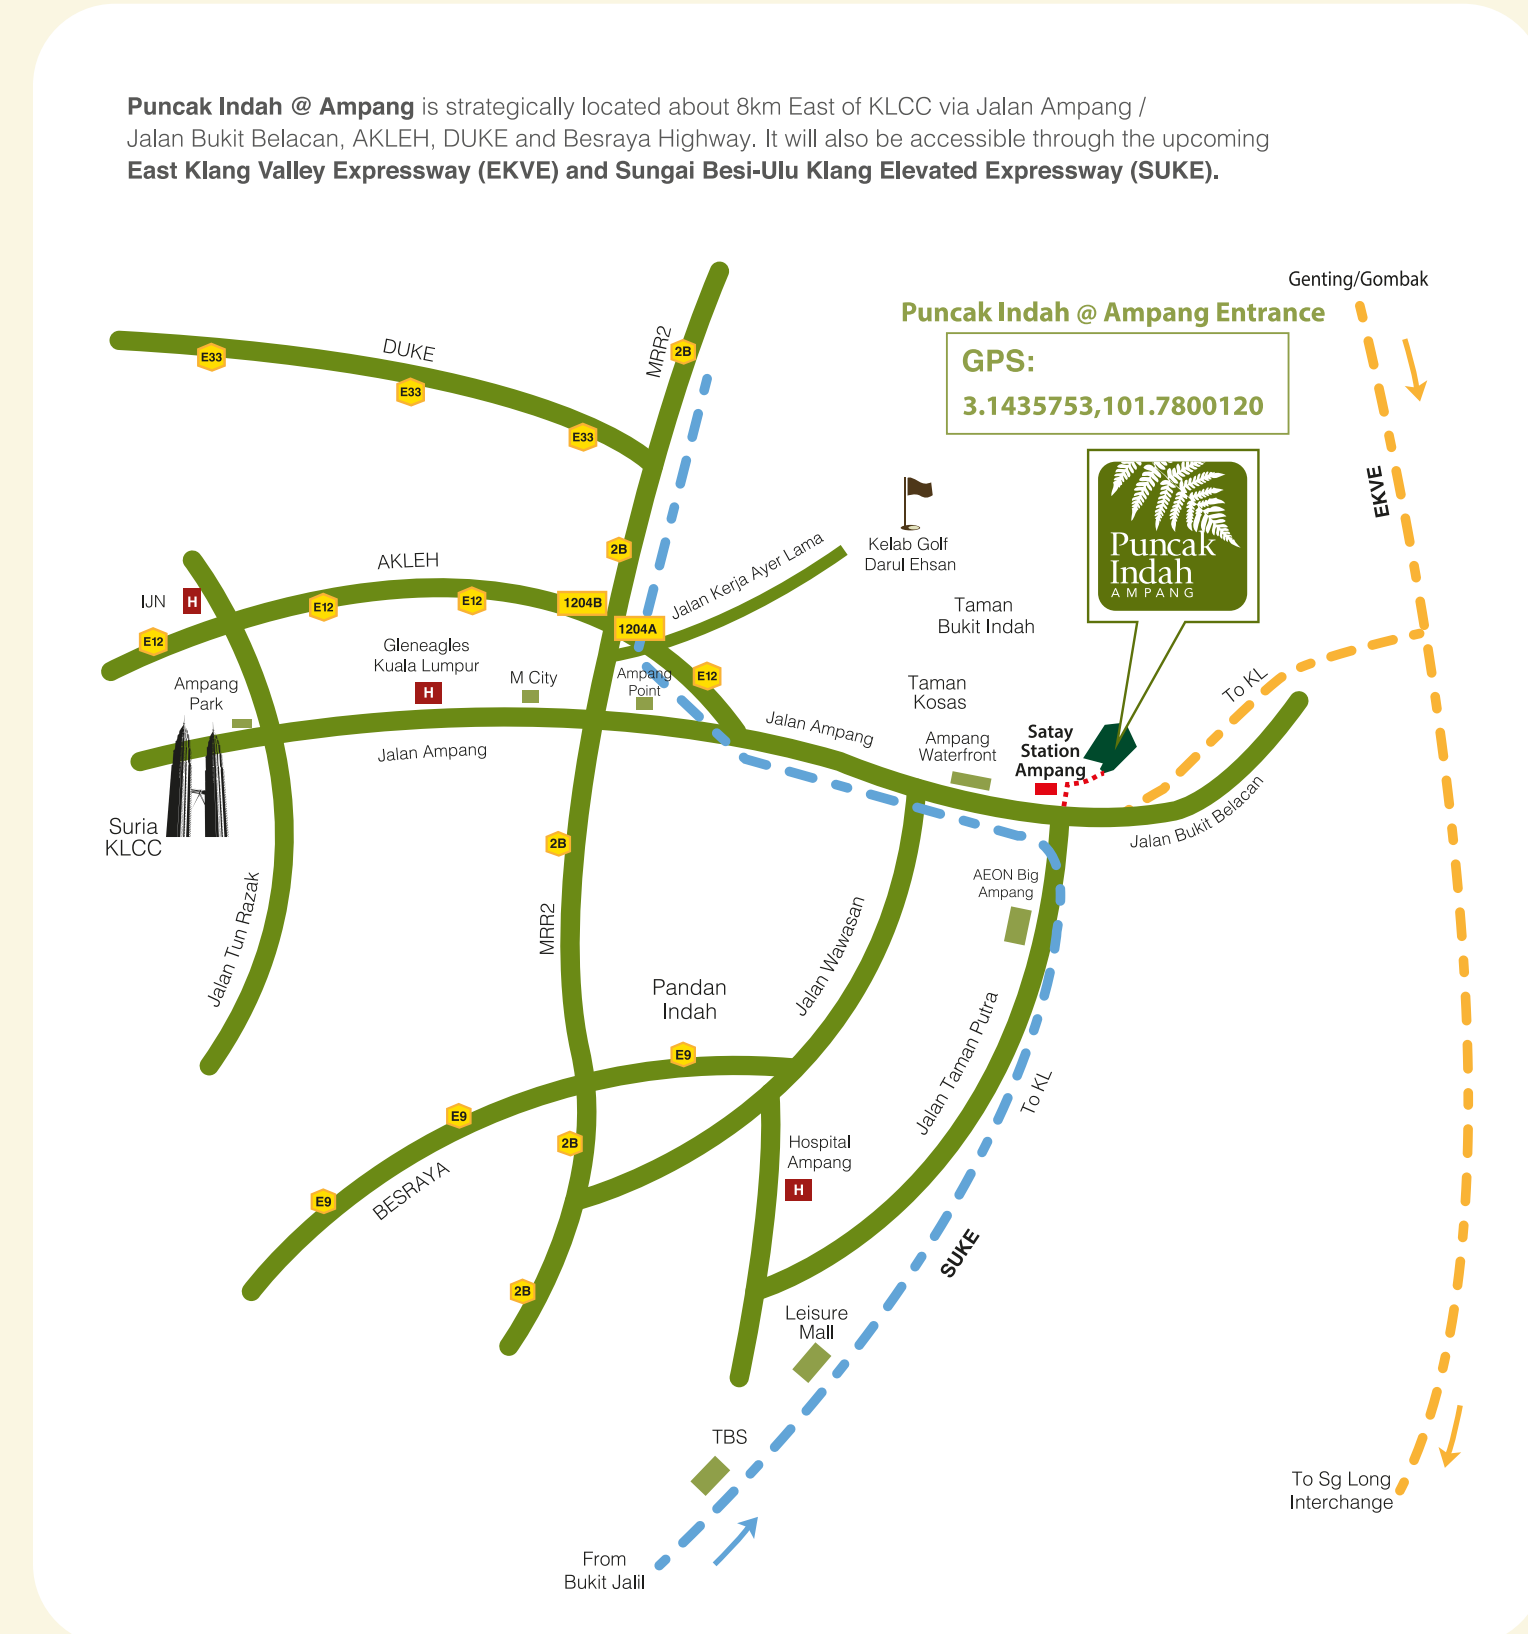 Puncak Indah @ Ampang is strategically located about 8km East of KLCC via Jalan Ampang /
Jalan Bukit Belacan, AKLEH, DUKE and Besraya Highway. It will also be accessible through the upcoming
East Klang Valley Expressway (EKVE) and Sungai Besi-Ulu Klang Elevated Expressway (SUKE).
Genting/Gombak
Puncak Indah @ Ampang Entrance
GPS:
3.1435753,101.7800120
DUKE
E33
E33
E33
MRR2
2B
EKVE
Puncak
Indah
AMPANG
Kelab Golf
Darul Ehsan
Jalan Kerja Ayer Lama
2B
AKLEH
IJN
H
E12
E12
E12
1204B
1204A
E12
Taman
Bukit Indah
Gleneagles
Kuala Lumpur
H
M City
Ampang
Point
Ampang
Park
Taman
Kosas
To KL
Jalan Ampang
Jalan Ampang
Ampang
Waterfront
Satay
Station
Ampang
Suria
KLCC
Jalan Bukit Belacan
2B
AEON Big
Ampang
Jalan Tun Razak
MRR2
Jalan Wawasan
Pandan
Indah
Jalan Taman Putra
To KL
E9
E9
E9
BESRAYA
2B
Hospital
Ampang
H
SUKE
2B
Leisure
Mall
TBS
To Sg Long
Interchange
From
Bukit Jalil